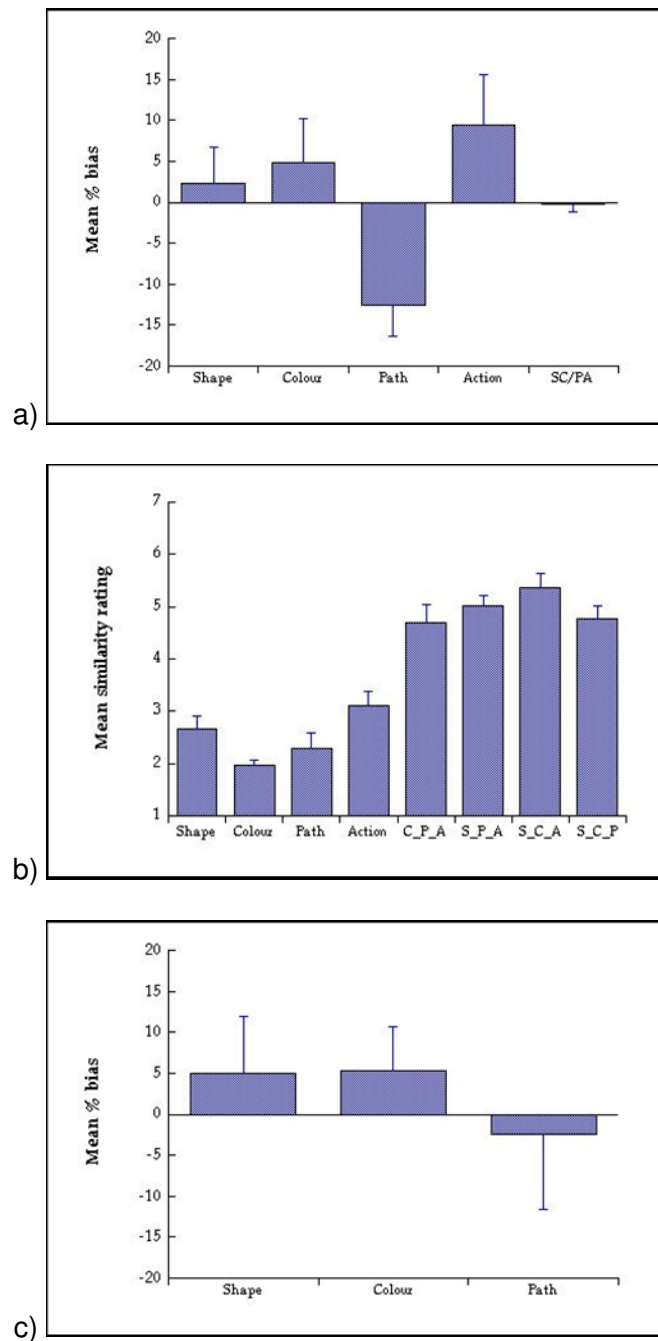 20
15
10
5
0
-5
-10
-15
-20
Mean % bias
Shape Colour Path Action SC/PA
a)
7
6
5
4
3
2
1
Mean similarity rating
Shape Colour Path Action C_P_A S_P_A S_C_A S_C_P
b)
20
15
10
5
0
-5
-10
-15
-20
Mean % bias
Shape Colour Path
c)